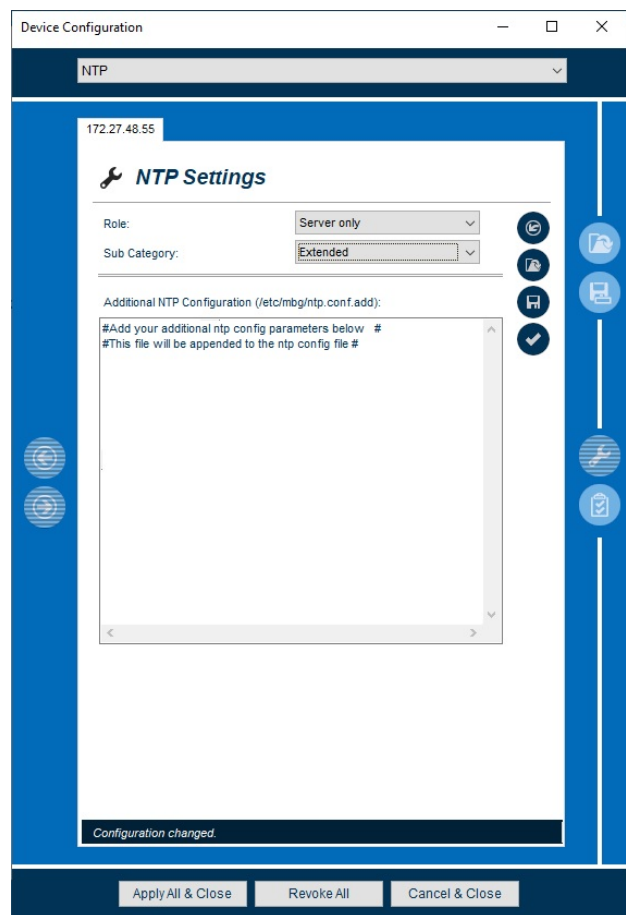 Device Configuration
NTP
172.27.48.55
NTP Settings
Role:
Server only
Sub Category:
Extended
Additional NTP Configuration (/etc/mbg/ntp.conf.add):
#Add your additional ntp config parameters below   #
#This file will be appended to the ntp config file #
Configuration changed.
Apply All & Close
Revoke All
Cancel & Close